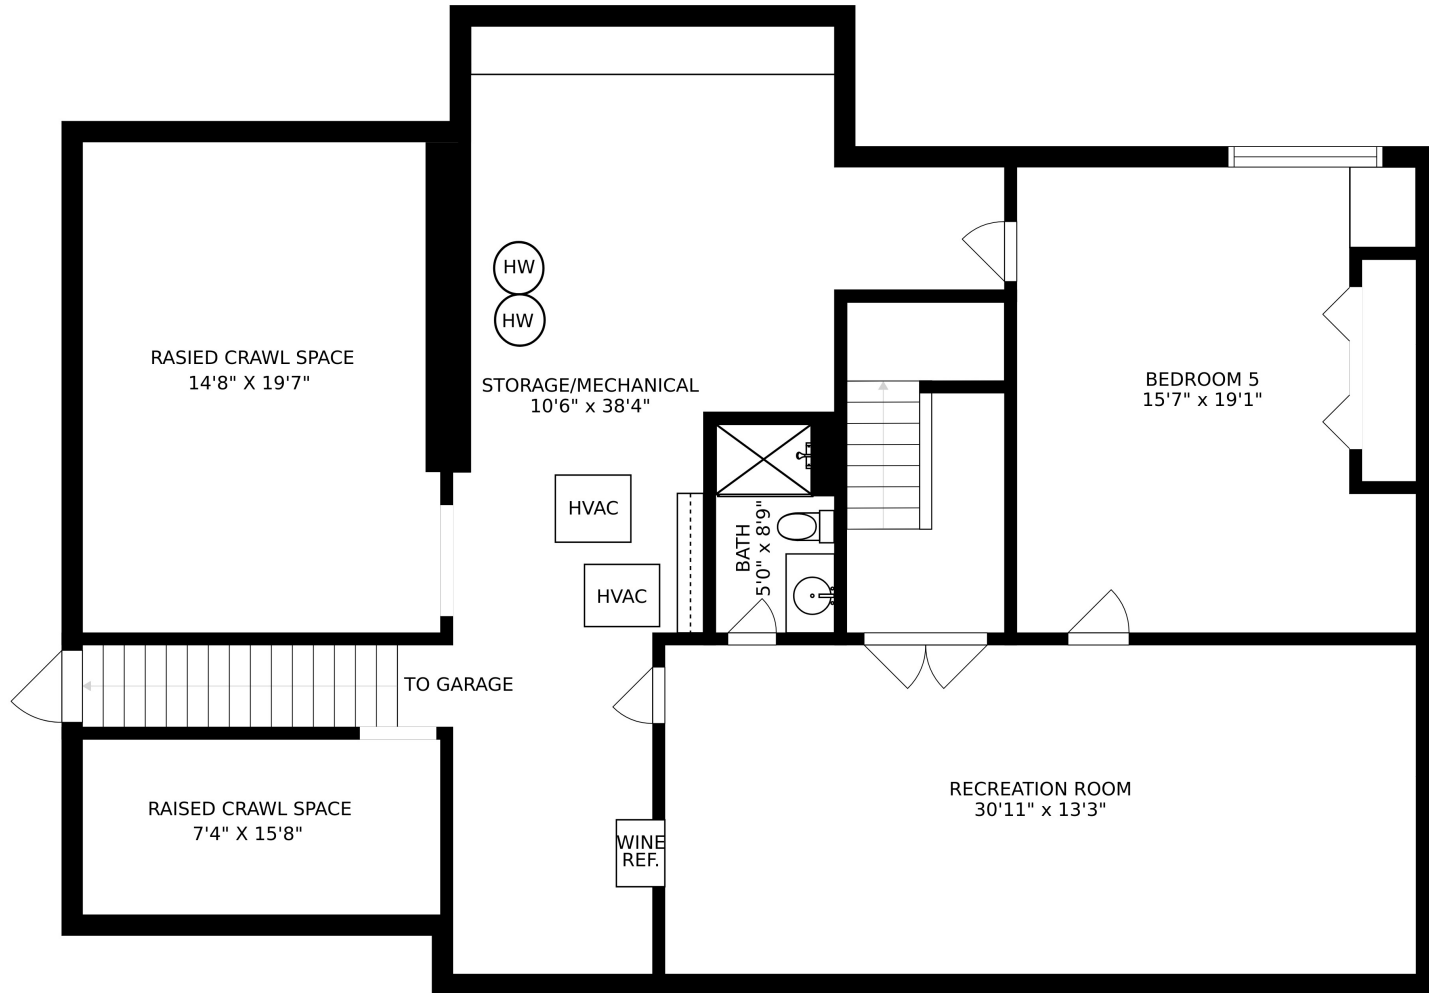 HW
HW
RASIED CRAWL SPACE
14'8" X 19'7"
STORAGE/MECHANICAL
10'6" x 38'4"
BEDROOM 5
15'7" x 19'1"
HVAC
BATH
5'0" x 8'9"
HVAC
TO GARAGE
RAISED CRAWL SPACE
7'4" X 15'8"
WINE
REF.
RECREATION ROOM
30'11" x 13'3"